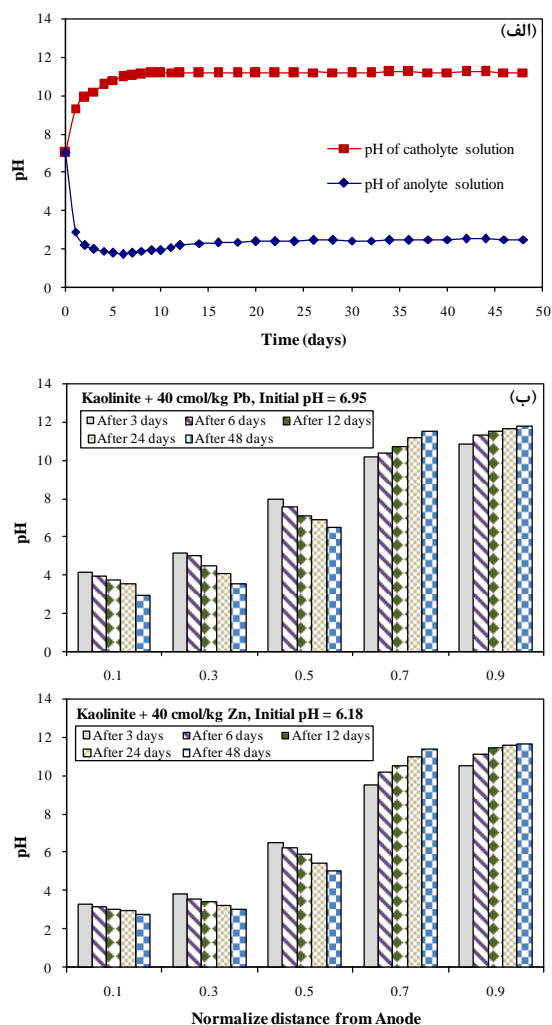 (الف)
14
12
10
8
6
4
2
0
pH
pH of catholyte solution
pH of anolyte solution
0 5 10 15 20 25 30 35 40 45 50
Time (days)
(ب)
Kaolinite + 40 cmol/kg Pb, Initial pH = 6.95
After 3 days After 6 days After 12 days
After 24 days After 48 days
14
12
10
8
6
4
2
0
pH
0.1 0.3 0.5 0.7 0.9
Kaolinite + 40 cmol/kg Zn, Initial pH = 6.18
After 3 days After 6 days After 12 days
After 24 days After 48 days
14
12
10
8
6
4
2
0
pH
0.1 0.3 0.5 0.7 0.9
Normalize distance from Anode